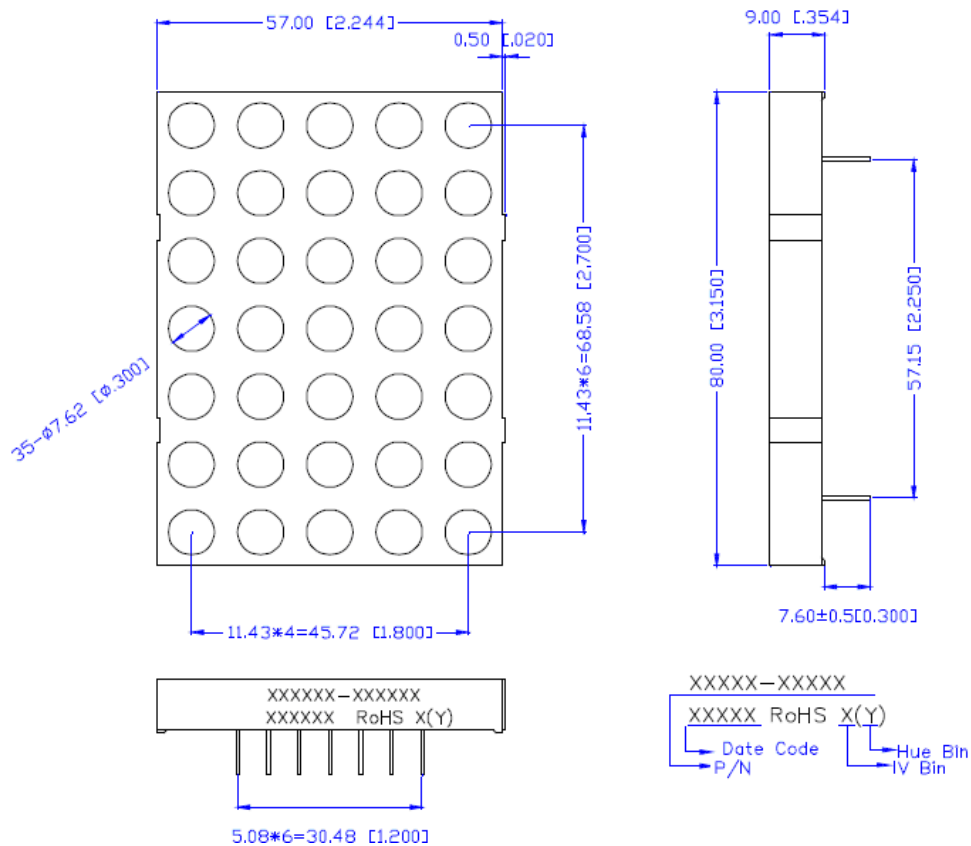 57.00 [2.244]
0.50 [.020]
9.00 [.354]
11.43*6=68.58 [2.700]
80.00 [3.150]
57.15 [2.250]
35-ø7.62 [ø.300]
7.60±0.5[0.300]
11.43*4=45.72 [1.800]
XXXXXX-XXXXXX
XXXXXX RoHS X(Y)
5.08*6=30.48 [1.200]
XXXXX-XXXXX
XXXXX RoHS X(Y)
Date Code
Hue Bin
P/N
IV Bin